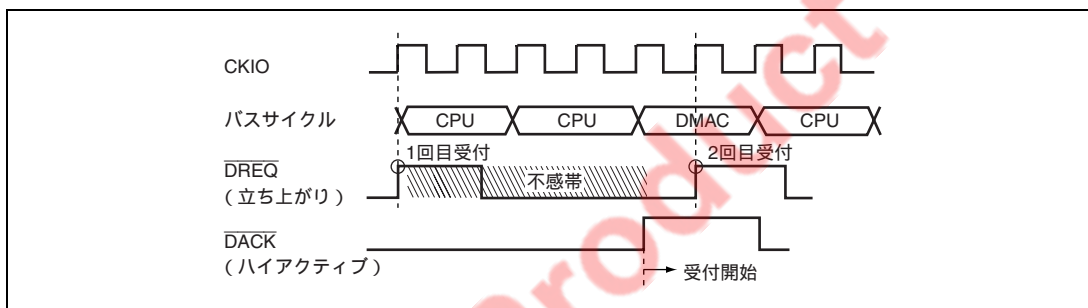 CKIO
バスサイクル CPU CPU DMAC CPU
1回目受付 2回目受付
DREQ
不感帯
(立ち上がり)
DACK
(ハイアクティブ)
受付開始
product